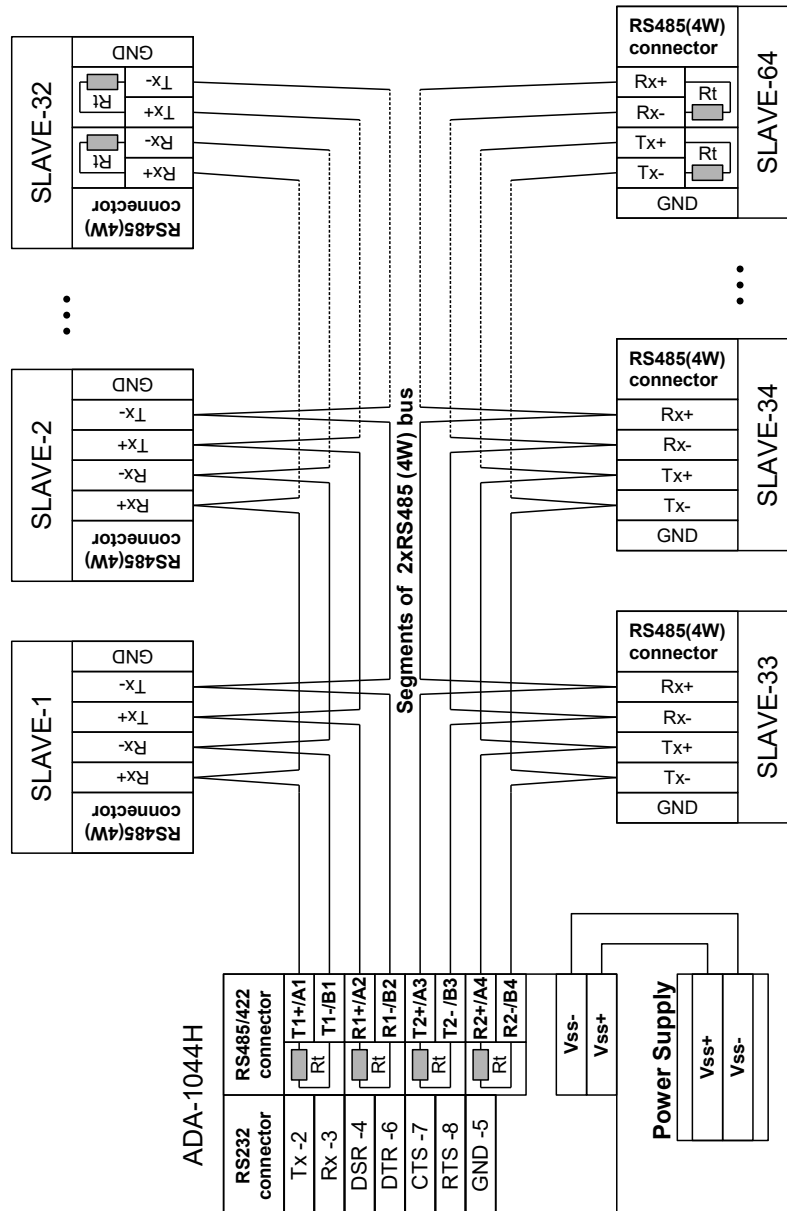 SLAVE-32
GND
Tx-
Tx+
Rx-
Rx+
Rt
Rt
RS485(4W)
connector
RS485(4W)
connector
Rx+
Rx-
Tx+
Tx-
GND
Rt
Rt
SLAVE-64
...
...
SLAVE-2
GND
Tx-
Tx+
Rx-
Rx+
RS485(4W)
connector
RS485(4W)
connector
Rx+
Rx-
Tx+
Tx-
GND
SLAVE-34
Segments of 2xRS485 (4W) bus
SLAVE-1
GND
Tx-
Tx+
Rx-
Rx+
RS485(4W)
connector
RS485(4W)
connector
Rx+
Rx-
Tx+
Tx-
GND
SLAVE-33
ADA-1044H
RS485/422
connector
T1+/A1
T1-/B1
R1+/A2
R1-/B2
T2+/A3
T2- /B3
R2+/A4
R2-/B4
Rt
Rt
Rt
Rt
RS232
connector
Tx -2
Rx -3
DSR -4
DTR -6
CTS -7
RTS -8
GND -5
Vss-
Vss+
Power Supply
Vss+
Vss-